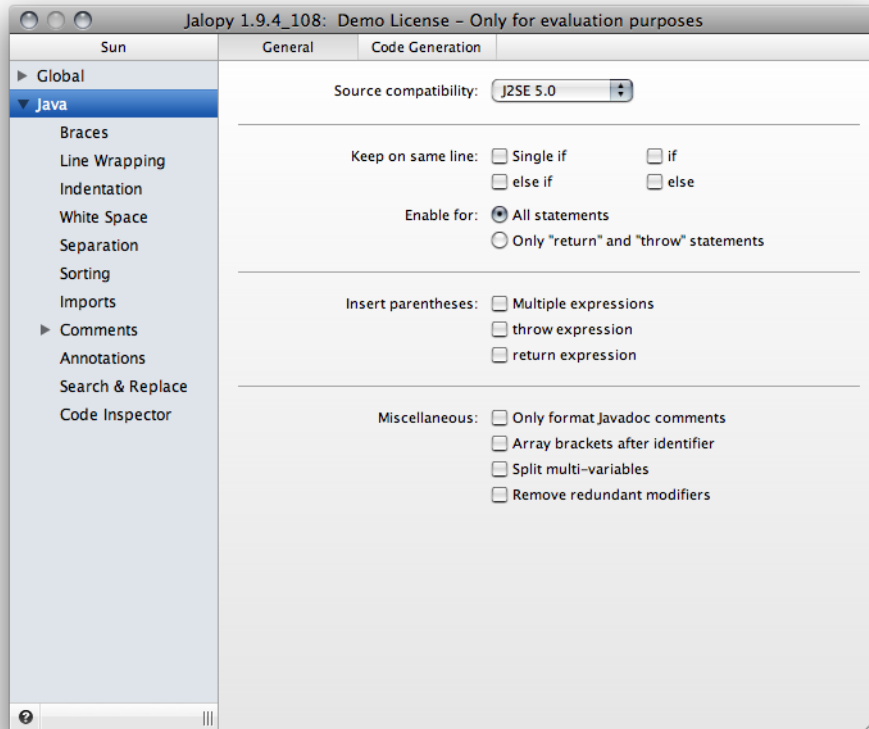 Jalopy 1.9.4_108: Demo License – Only for evaluation purposes
Sun
General
Code Generation
Global
Java
Braces
Line Wrapping
Indentation
White Space
Separation
Sorting
Imports
Comments
Annotations
Search & Replace
Code Inspector
Source compatibility: J2SE 5.0
Keep on same line: Single if if
else if else
Enable for: All statements
Only "return" and "throw" statements
Insert parentheses: Multiple expressions
throw expression
return expression
Miscellaneous: Only format Javadoc comments
Array brackets after identifier
Split multi-variables
Remove redundant modifiers
?